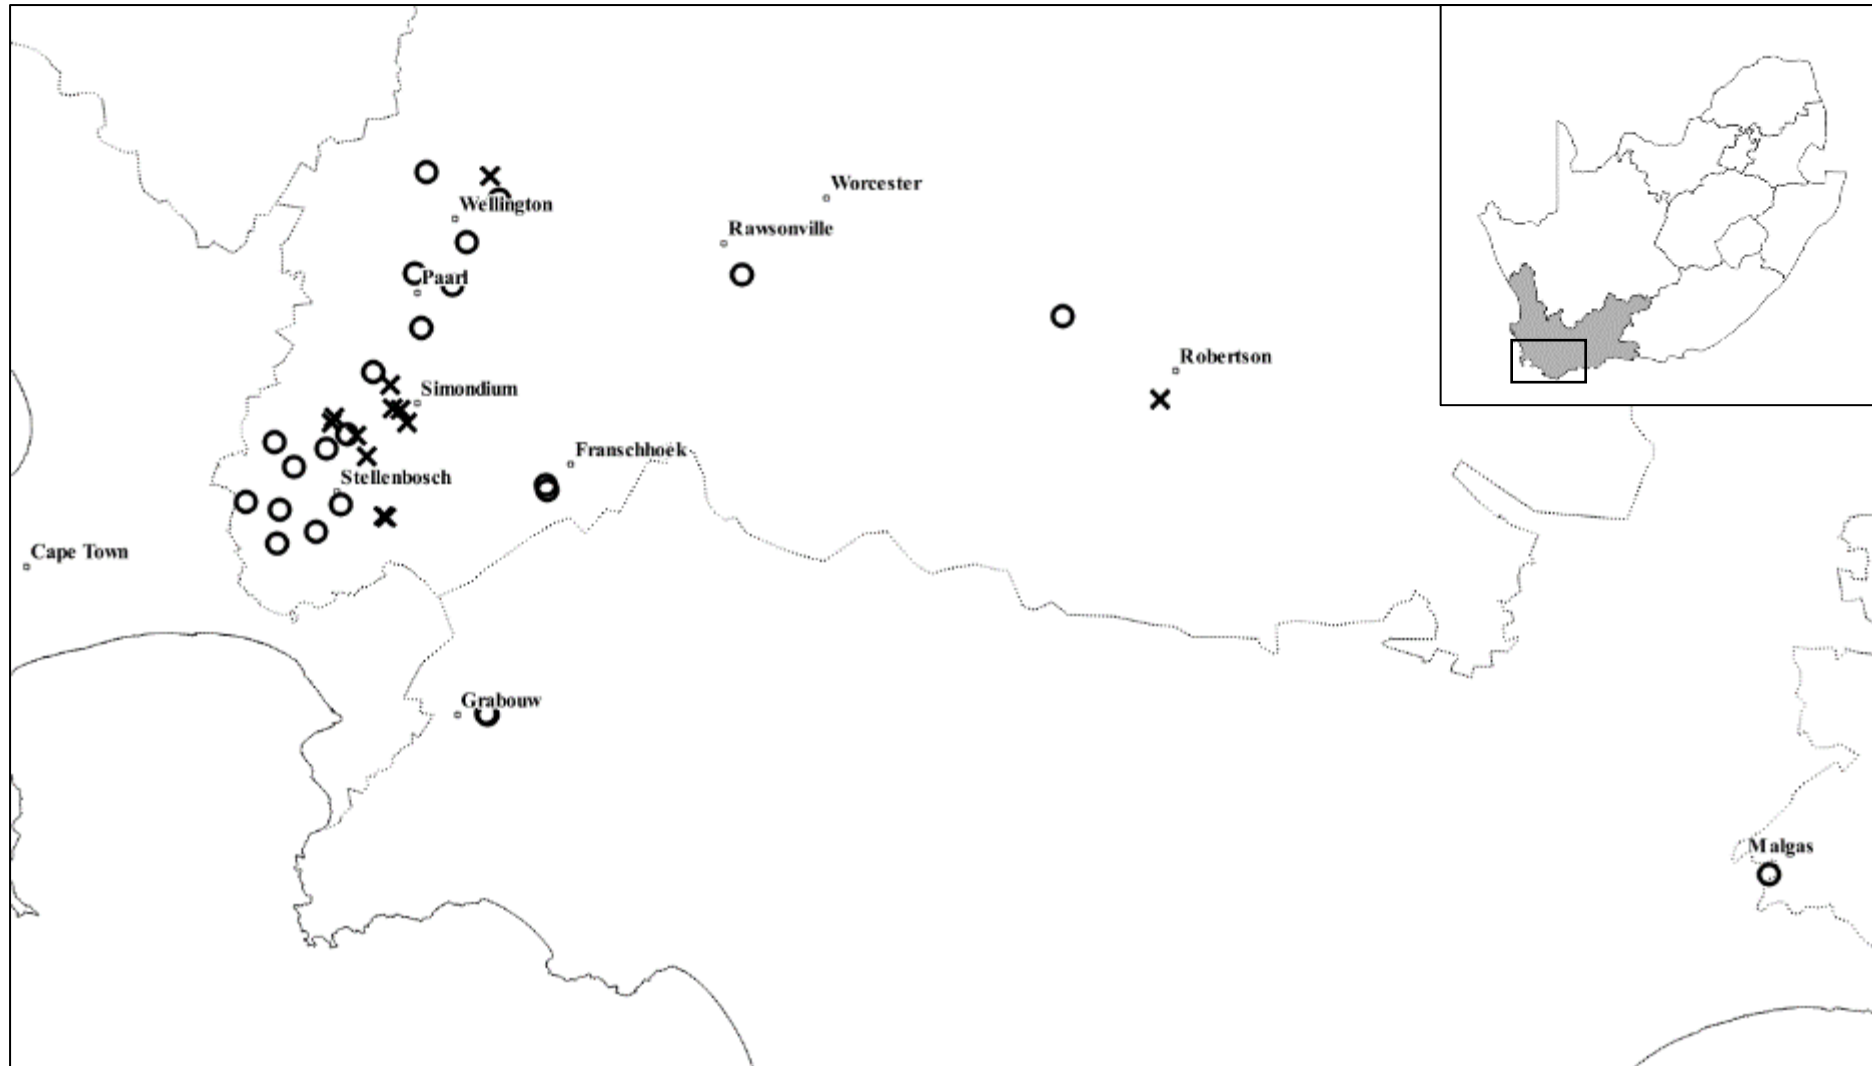 Worcester
Wellington
Rawsonville
Paarl
Robertson
Simondium
Franschhoek
Stellenbosch
Cape Town
Grabouw
Malgas